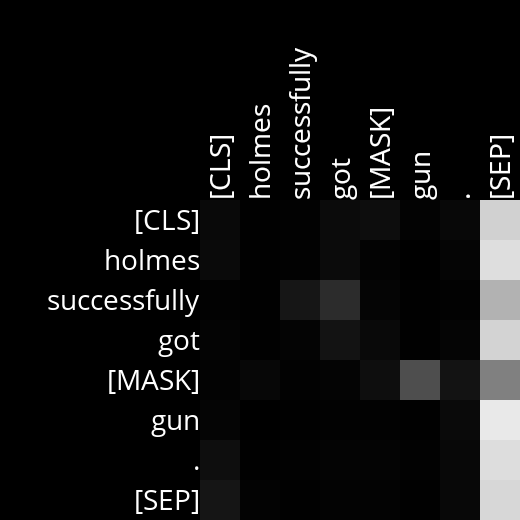 [CLS] holmes successfully got [MASK] gun . [SEP]
[CLS]
holmes
successfully
got
[MASK]
gun
.
[SEP]